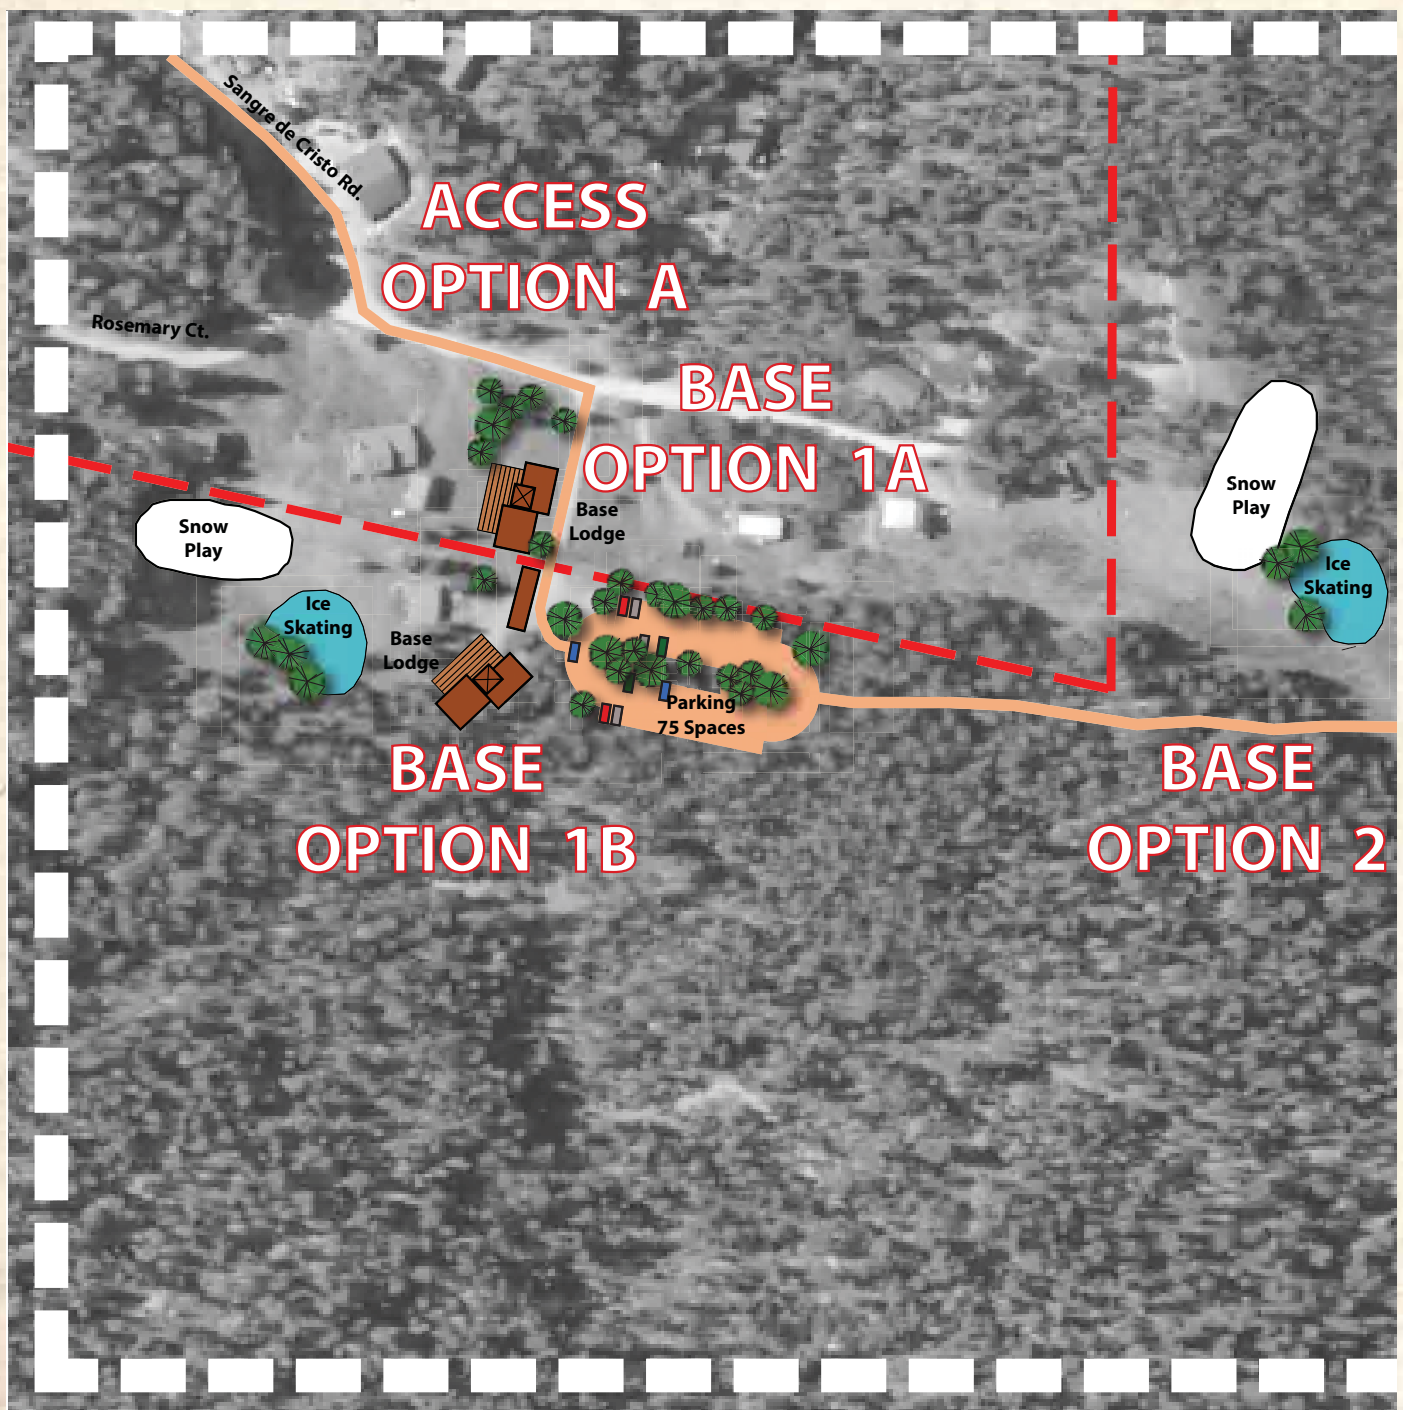 Sangre de Cristo Rd.
ACCESS
OPTION A
Rosemary Ct.
BASE
OPTION 1A
Snow
Play
Base
Lodge
Snow
Play
Ice
Skating
Ice
Skating
Base
Lodge
Parking
75 Spaces
BASE
OPTION 1B
BASE
OPTION 2